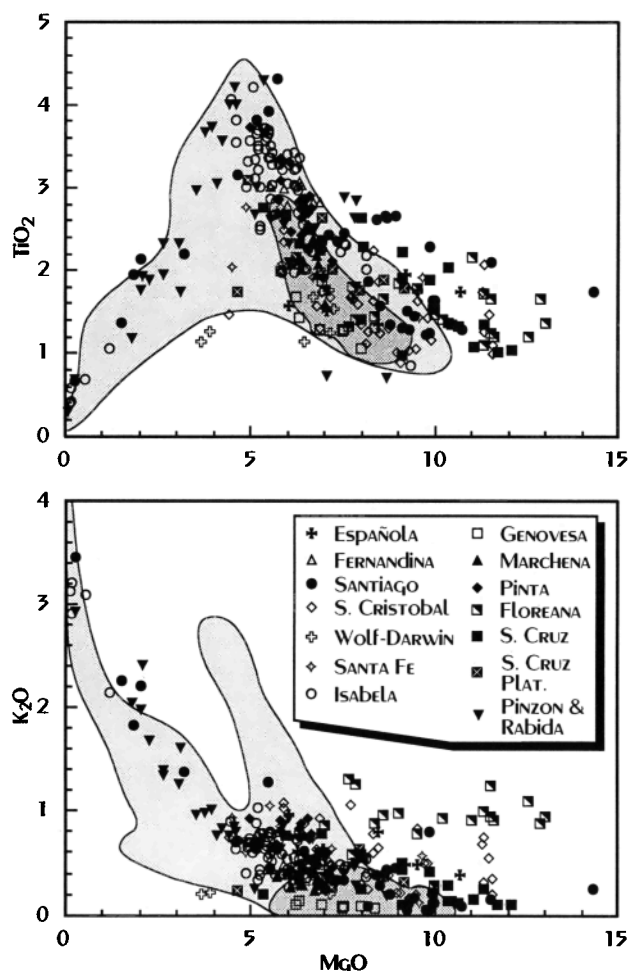 5
4
3
2
1
0
TiO2
0
5
10
15
4
3
2
1
0
K2O
0
5
10
15
MgO
Española
Fernandina
Santiago
S. Cristobal
Wolf-Darwin
Santa Fe
Isabela
Genovesa
Marchena
Pinta
Floreana
S. Cruz
S. Cruz
Plat.
Pinzon &
Rabida